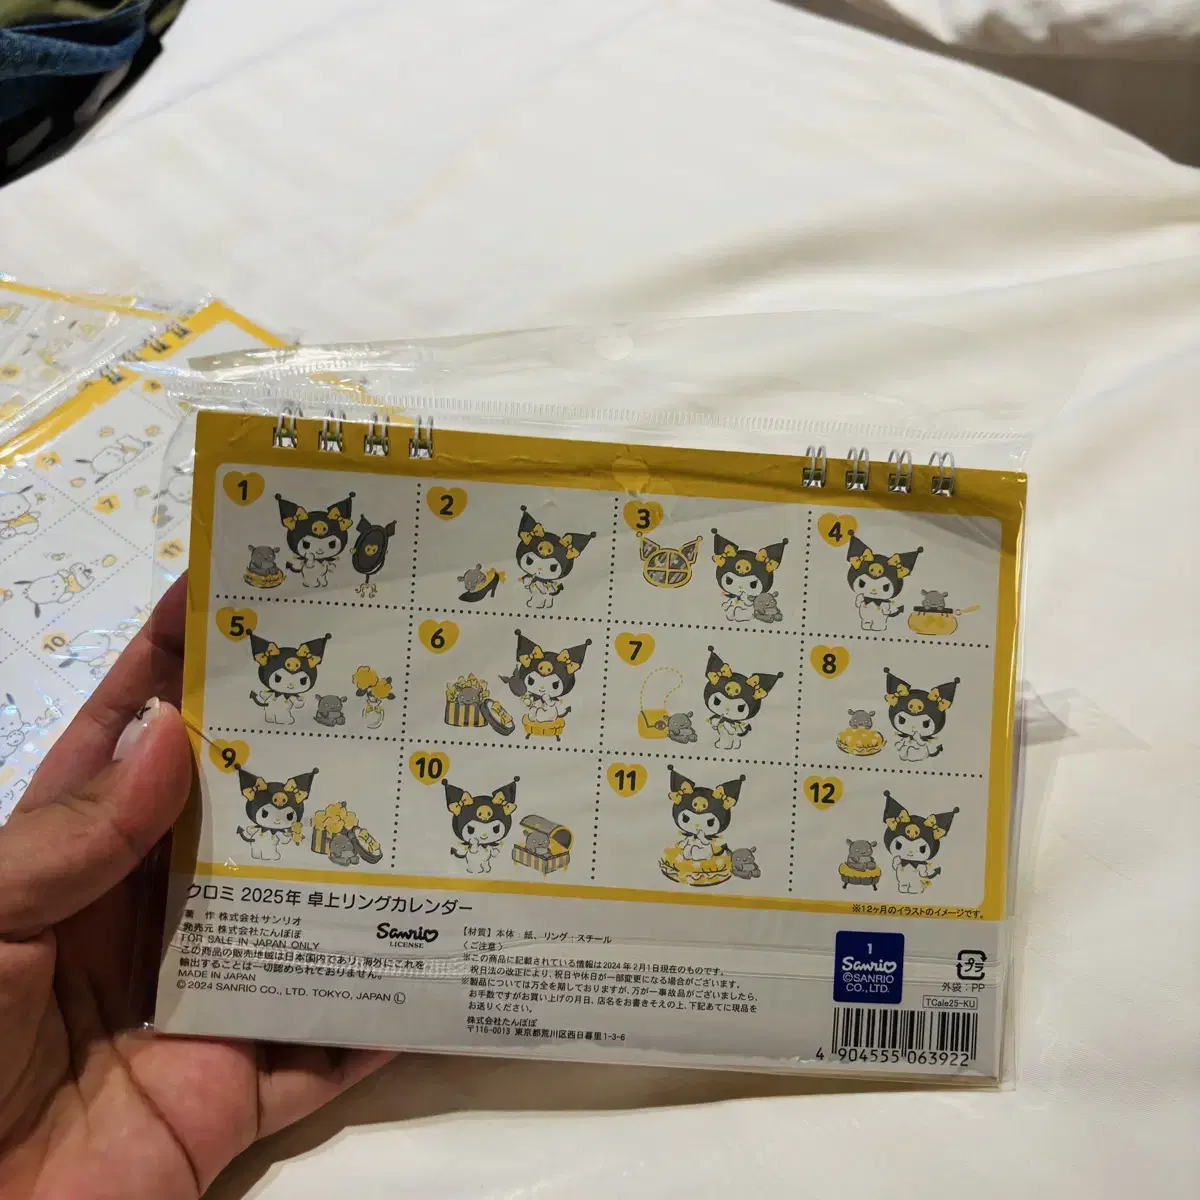 1
2
3
4
5
6
7
8
9
10
11
12
※12ヶ月のイラストのイメージです。
クロミ 2025年 卓上リングカレンダー
著 作 株式会社サンリオ
発売元 株式会社たんぽぽ
FOR SALE IN JAPAN ONLY
この商品の販売地域は日本国内であり、海外にこれを
輸出することは一切認められておりません。
MADE IN JAPAN
©2024 SANRIO CO., LTD. TOKYO, JAPAN Ⓛ
Sanrio
LICENSE
【材質】本体：紙、リング：スチール
〈ご注意〉
※この商品に記載されている情報は2024年2月1日現在のものです。
祝日法の改正により、祝日や休日が一部変更になる場合がございます。
※製品については万全を期しておりますが、万が一事故品がございましたら、
お手数ですがお買い上げの月日、店名をお書きそえの上、下記あてに現品を
お送りください。
株式会社たんぽぽ
〒116-0013 東京都荒川区西日暮里1-3-6
1
Sanrio
©SANRIO
CO., LTD.
プラ
外袋：PP
TCale25-KU
4 904555 063922
7
11
10